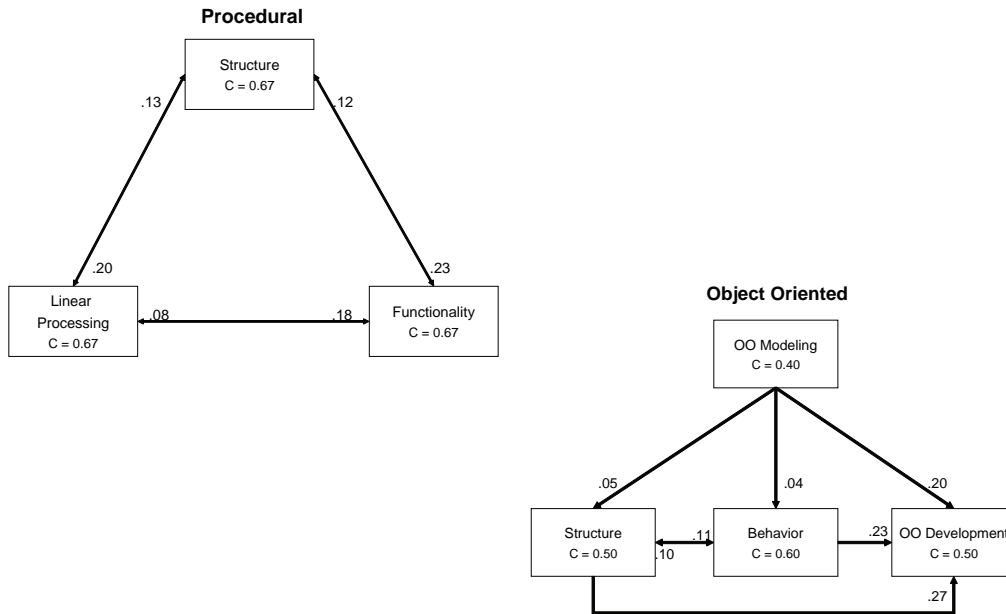 Procedural
Structure
C = 0.67
.13
.12
.20
.23
Linear
Processing
C = 0.67
.08
.18
Functionality
C = 0.67
Object Oriented
OO Modeling
C = 0.40
.05
.04
.20
Structure
C = 0.50
.11
.10
Behavior
C = 0.60
.23
OO Development
C = 0.50
.27